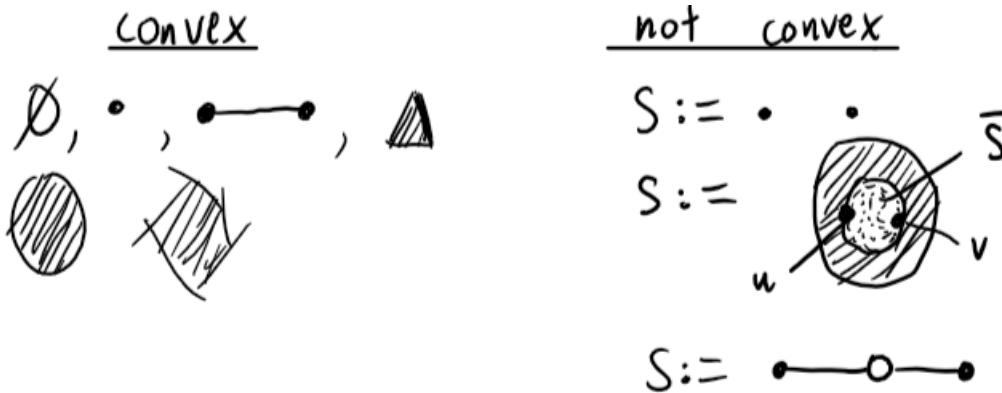 convex
not convex
∅, , ,
S :=
S̅
S :=
u
v
S :=